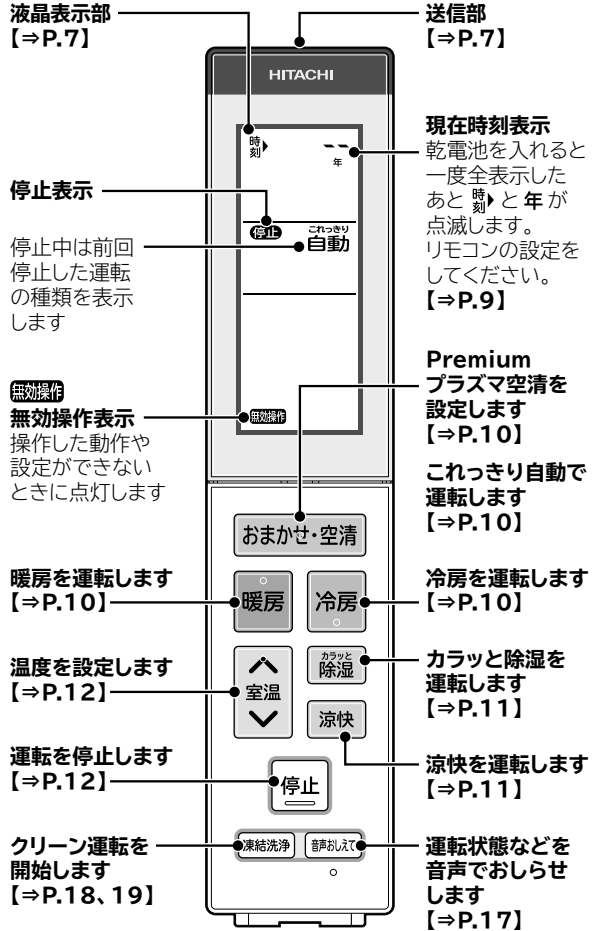 液晶表示部
【⇒P.7】
送信部
【⇒P.7】
HITACHI
時刻
--
年
現在時刻表示
乾電池を入れると
一度全表示した
あと 時刻 と 年 が
点滅します。
リモコンの設定を
してください。
【⇒P.9】
停止表示
停止中は前回
停止した運転
の種類を表示
します
停止
これっきり
自動
無効操作
無効操作表示
操作した動作や
設定ができない
ときに点灯します
無効操作
Premium
プラズマ空清を
設定します
【⇒P.10】
これっきり自動で
運転します
【⇒P.10】
おまかせ・空清
暖房を運転します
【⇒P.10】
暖房
冷房
冷房を運転します
【⇒P.10】
温度を設定します
【⇒P.12】
室温
カラッと
除湿
カラッと除湿を
運転します
【⇒P.11】
涼快
涼快を運転します
【⇒P.11】
運転を停止します
【⇒P.12】
停止
クリーン運転を
開始します
【⇒P.18、19】
凍結洗浄
音声おしえて
運転状態などを
音声でおしらせ
します
【⇒P.17】